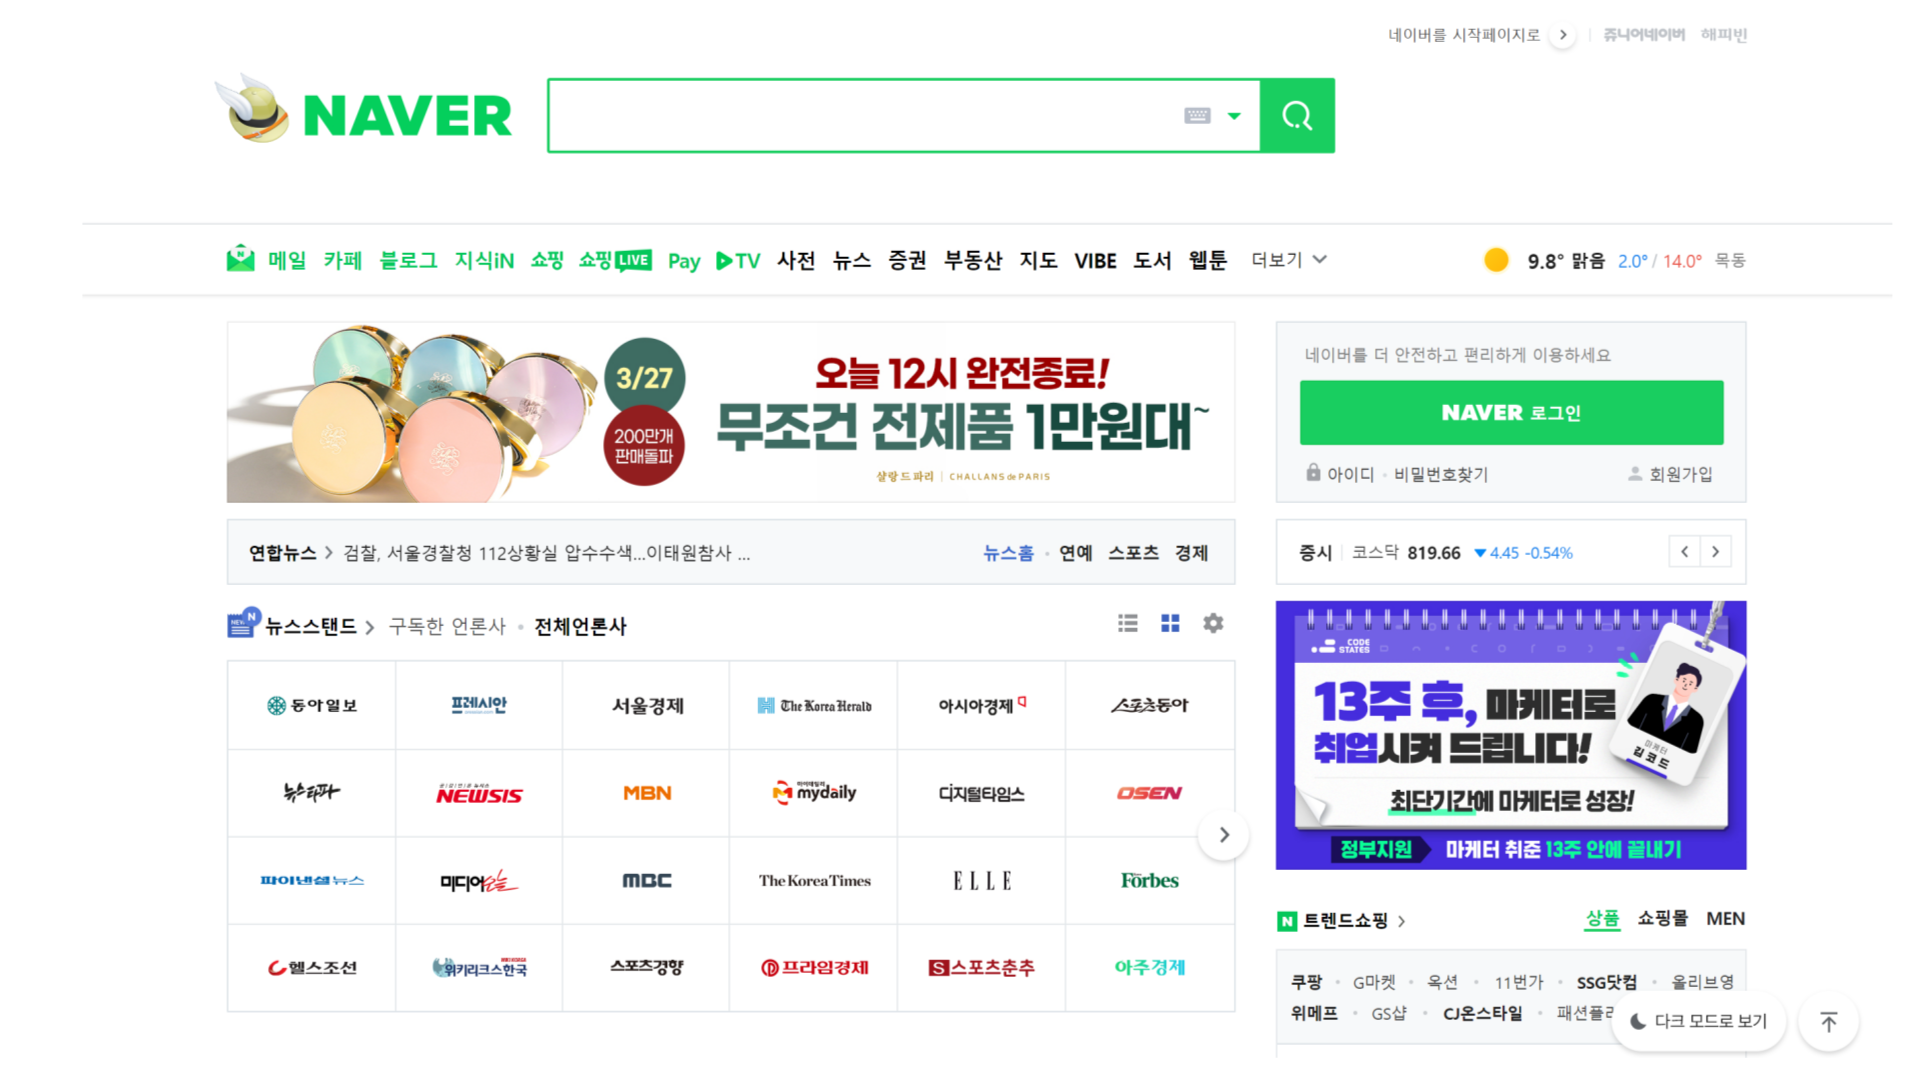 네이버를 시작페이지로 쥬니어네이버 해피빈
NAVER
메일 카페 블로그 지식iN 쇼핑 쇼핑LIVE Pay TV 사전 뉴스 증권 부동산 지도 VIBE 도서 웹툰 더보기
9.8° 맑음 2.0° / 14.0° 목동
3/27
200만개
판매돌파
오늘 12시 완전종료!
무조건 전제품 1만원대~
샬랑드파리 | CHALLANS de PARIS
네이버를 더 안전하고 편리하게 이용하세요
NAVER 로그인
아이디 · 비밀번호찾기 회원가입
연합뉴스 > 검찰, 서울경찰청 112상황실 압수수색...이태원참사 ...
뉴스홈 · 연예 스포츠 경제
증시 코스닥 819.66 ▼4.45 -0.54%
뉴스스탠드 > 구독한 언론사 · 전체언론사
동아일보 프레시안 서울경제 The Korea Herald 아시아경제 스포츠동아
뉴스타파 NEWSIS MBN mydaily 디지털타임스 OSEN
파이낸셜뉴스 미디어오늘 MBC The Korea Times ELLE Forbes
헬스조선 위키리크스한국 스포츠경향 프라임경제 스포츠춘추 아주경제
CODE
STATES
13주 후, 마케터로
취업시켜 드립니다!
마케터
김코드
최단기간에 마케터로 성장!
정부지원 마케터 취준 13주 안에 끝내기
N 트렌드쇼핑 > 상품 쇼핑몰 MEN
쿠팡 · G마켓 · 옥션 · 11번가 · SSG닷컴 · 올리브영
위메프 · GS샵 · CJ온스타일 · 패션플
다크 모드로 보기